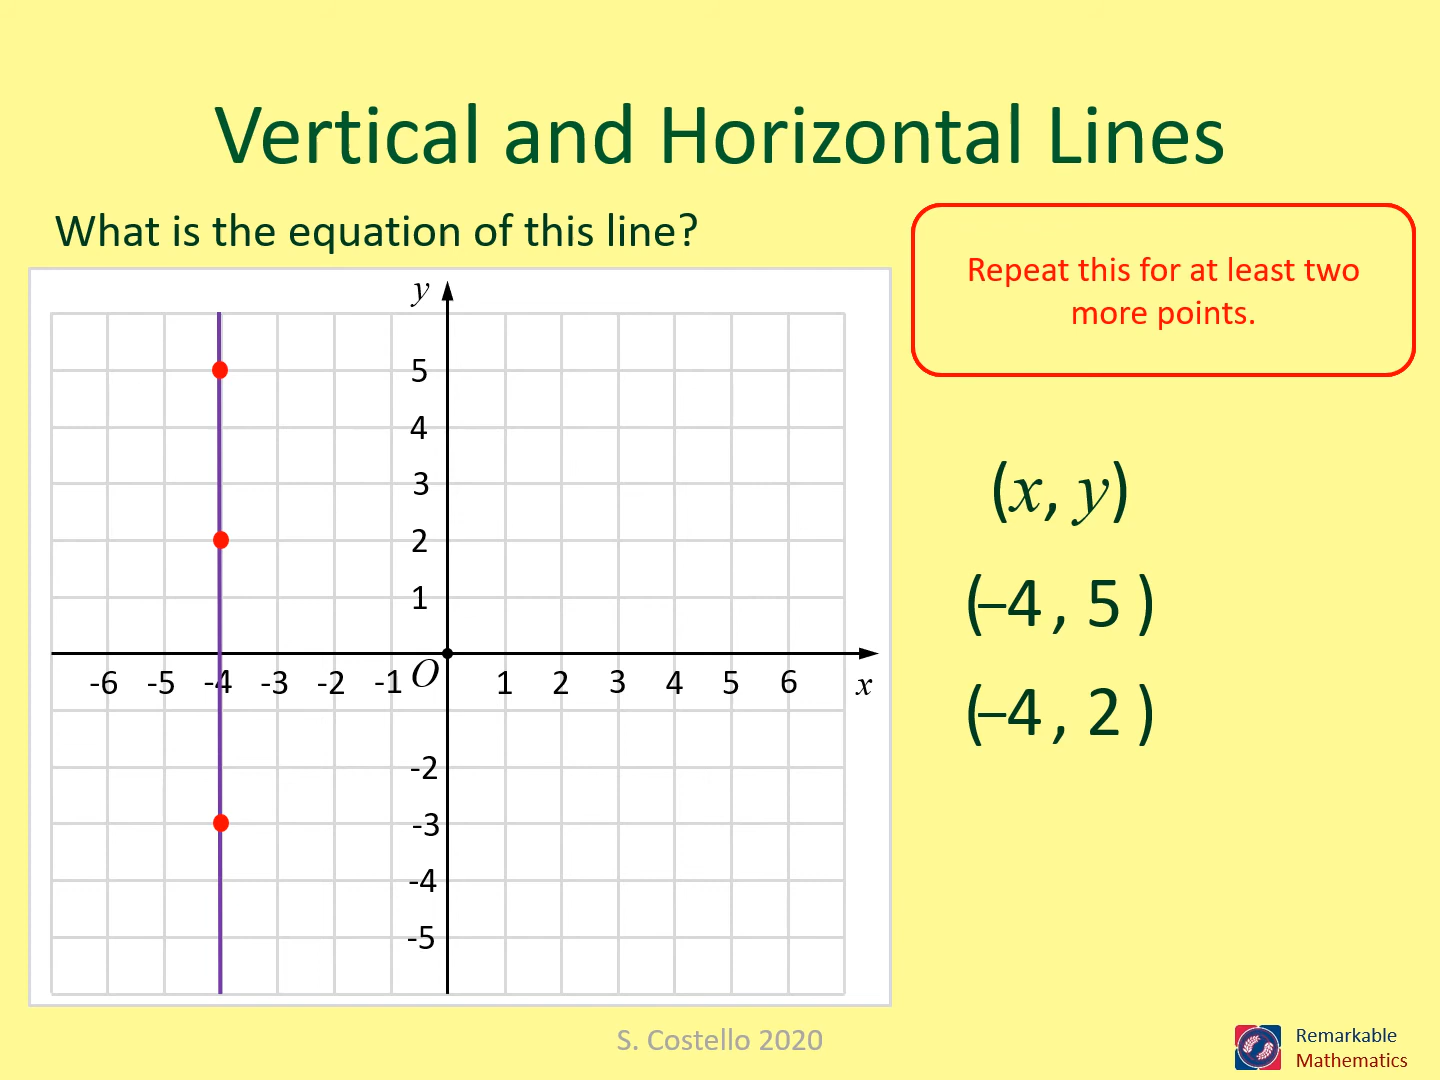 Vertical and Horizontal Lines
What is the equation of this line?
Repeat this for at least two
more points.
y
5
4
3
2
1
-6 -5 -4 -3 -2 -1 O 1 2 3 4 5 6 x
-2
-3
-4
-5
(x, y)
(–4 , 5 )
(–4 , 2 )
S. Costello 2020
Remarkable
Mathematics